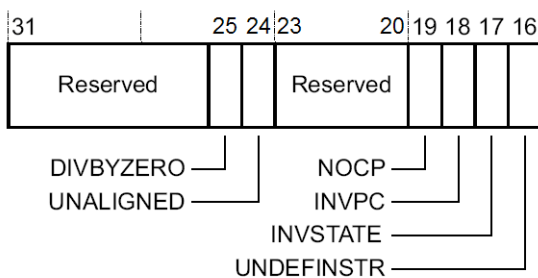 31 25 24 23 20 19 18 17 16
Reserved Reserved
DIVBYZERO NOCP
UNALIGNED INVPC
INVSTATE
UNDEFINSTR